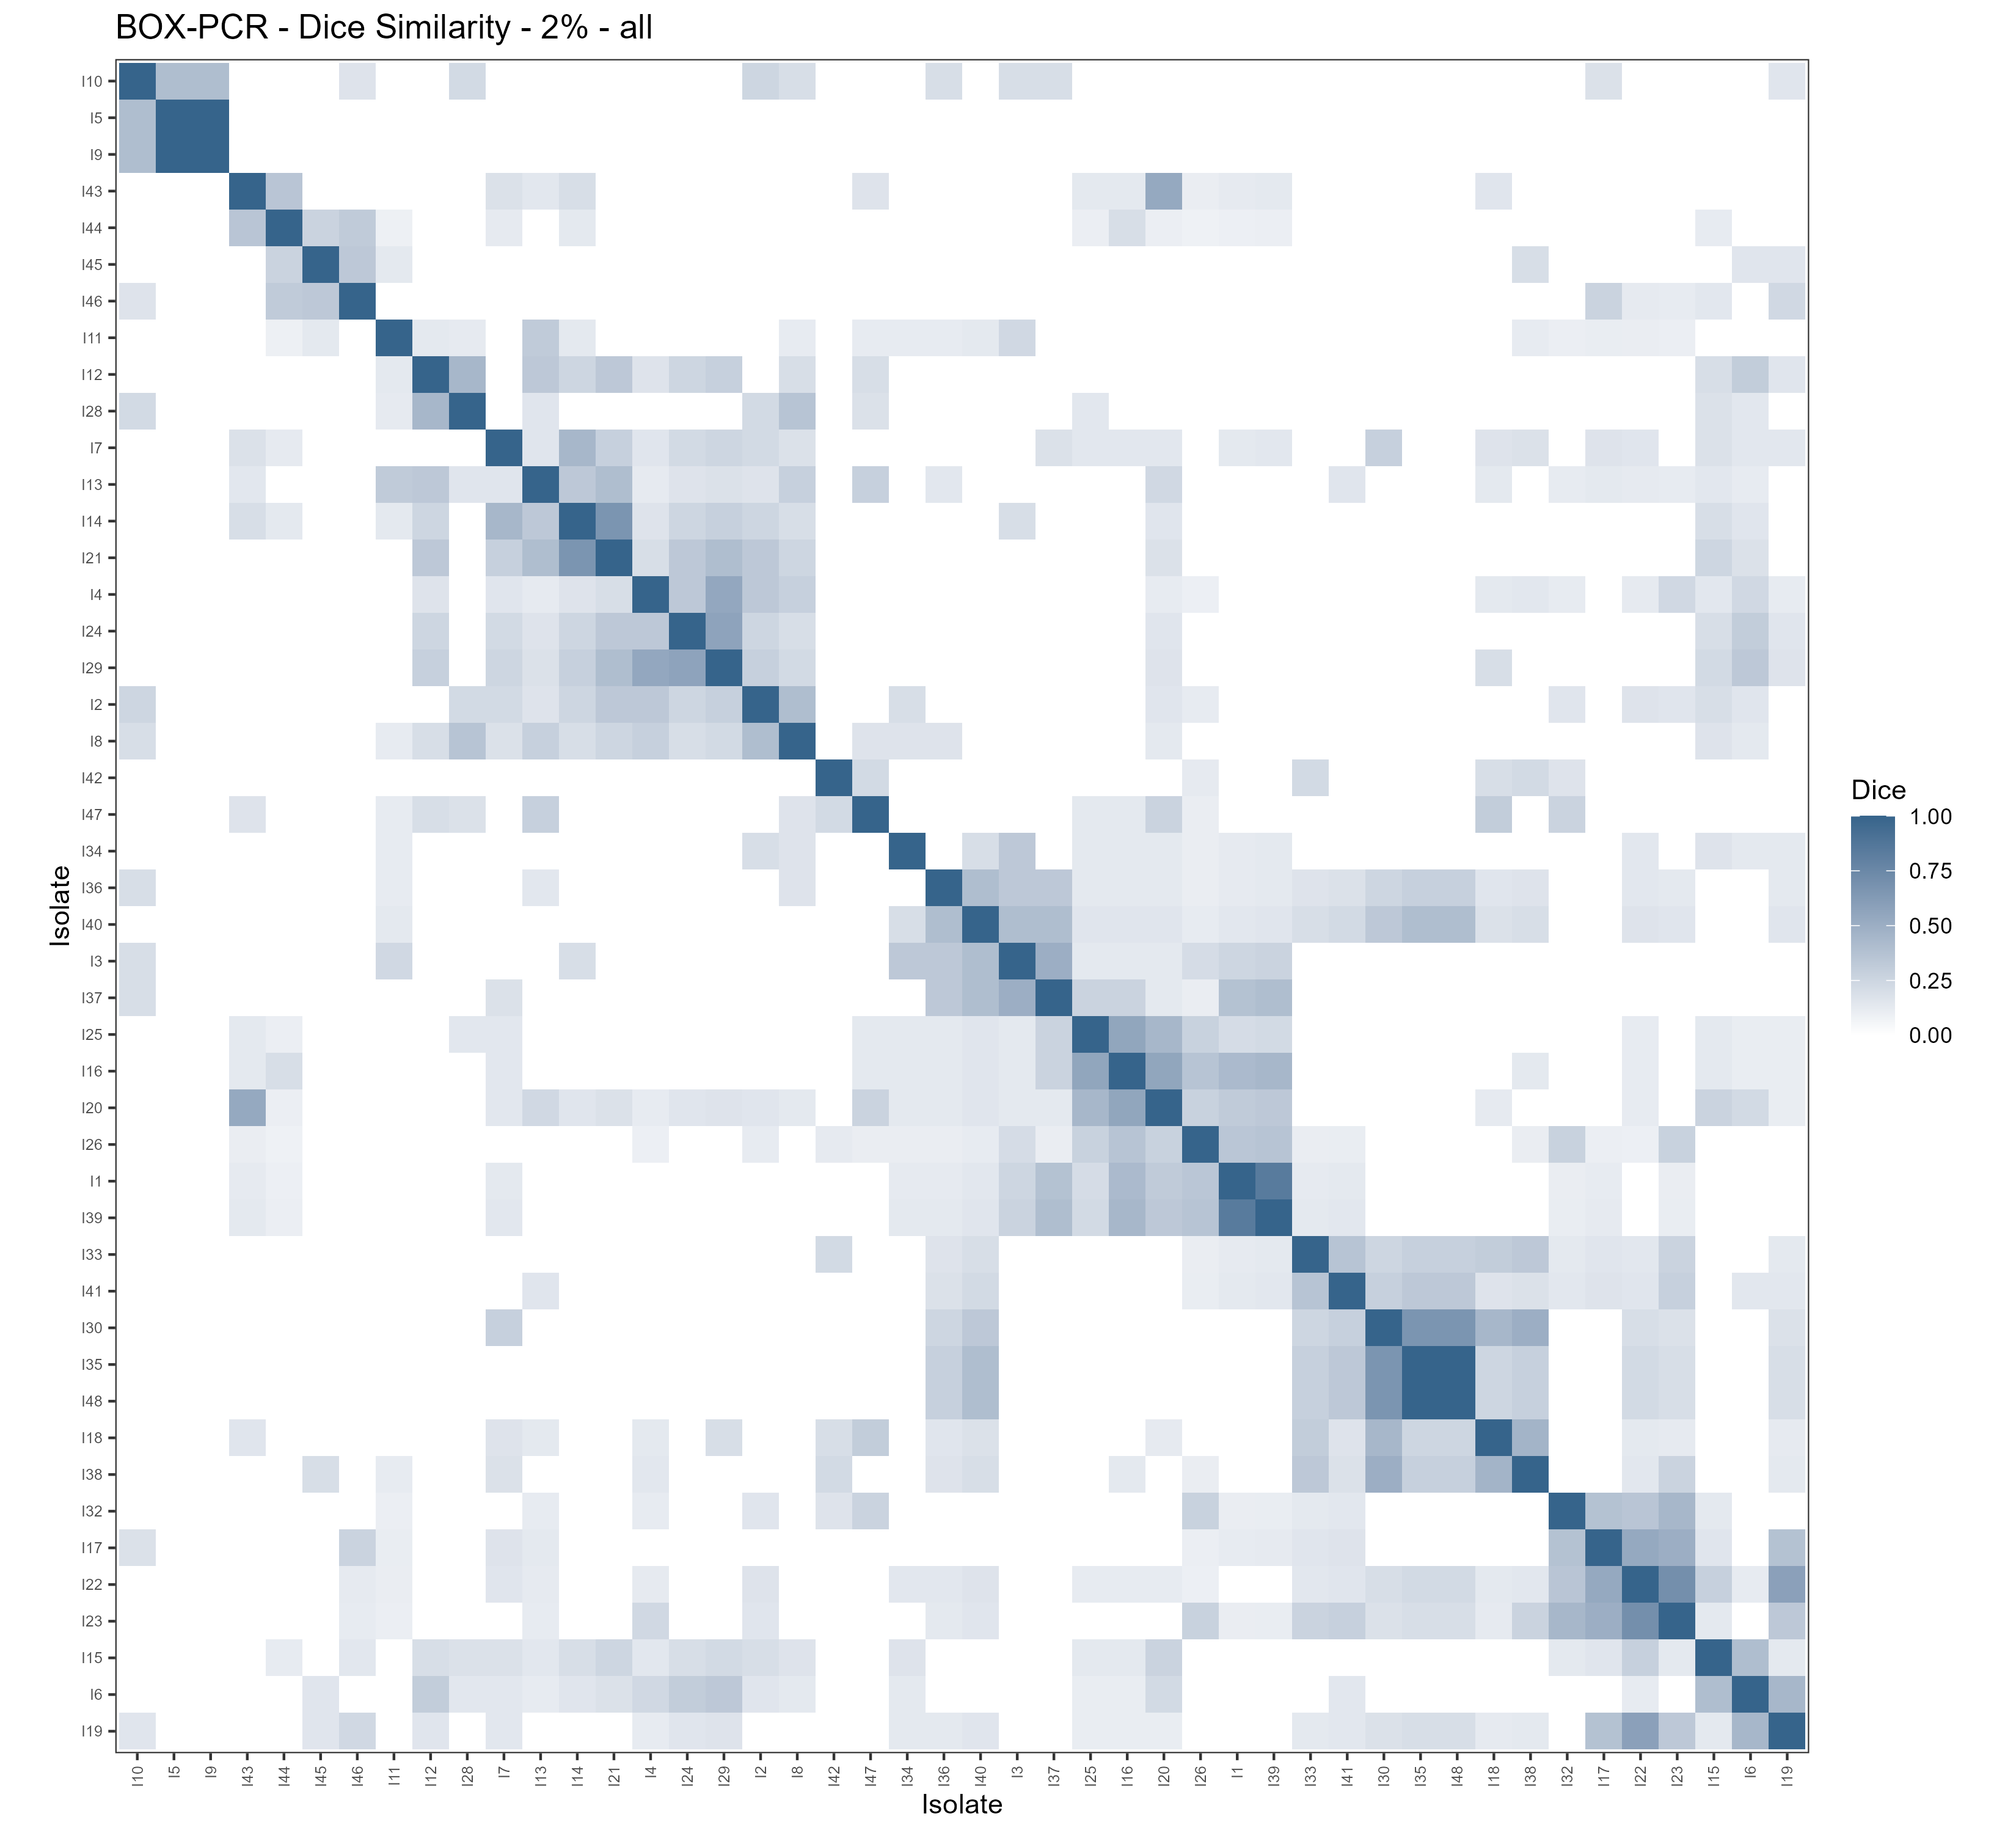 BOX-PCR - Dice Similarity - 2% - all
I10
I5
I9
I43
I44
I45
I46
I11
I12
I28
I7
I13
I14
I21
I4
I24
I29
I2
I8
I42
I47
I34
I36
I40
I3
I37
I25
I16
I20
I26
I1
I39
I33
I41
I30
I35
I48
I18
I38
I32
I17
I22
I23
I15
I6
I19
Isolate
I10 I5 I9 I43 I44 I45 I46 I11 I12 I28 I7 I13 I14 I21 I4 I24 I29 I2 I8 I42 I47 I34 I36 I40 I3 I37 I25 I16 I20 I26 I1 I39 I33 I41 I30 I35 I48 I18 I38 I32 I17 I22 I23 I15 I6 I19
Isolate
Dice
1.00
0.75
0.50
0.25
0.00